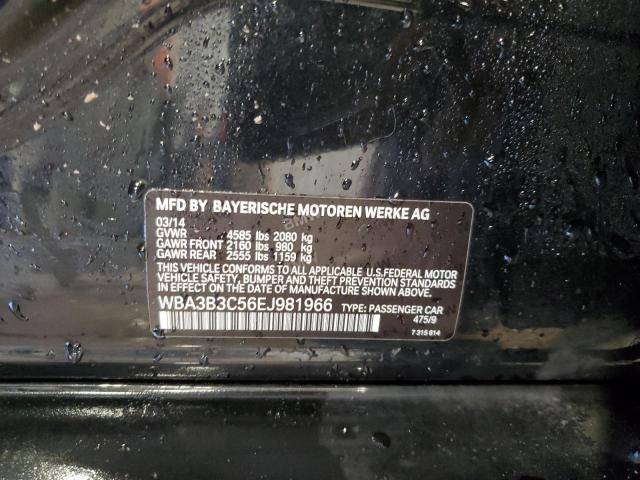 MFD BY BAYERISCHE MOTOREN WERKE AG
03/14
GVWR 4585 lbs 2080 kg
GAWR FRONT 2160 lbs 980 kg
GAWR REAR 2555 lbs 1159 kg
THIS VEHICLE CONFORMS TO ALL APPLICABLE U.S. FEDERAL MOTOR
VEHICLE SAFETY, BUMPER AND THEFT PREVENTION STANDARDS
IN EFFECT ON THE DATE OF MANUFACTURE SHOWN ABOVE.
WBA3B3C56EJ981966 TYPE: PASSENGER CAR
475/9
7 315 814